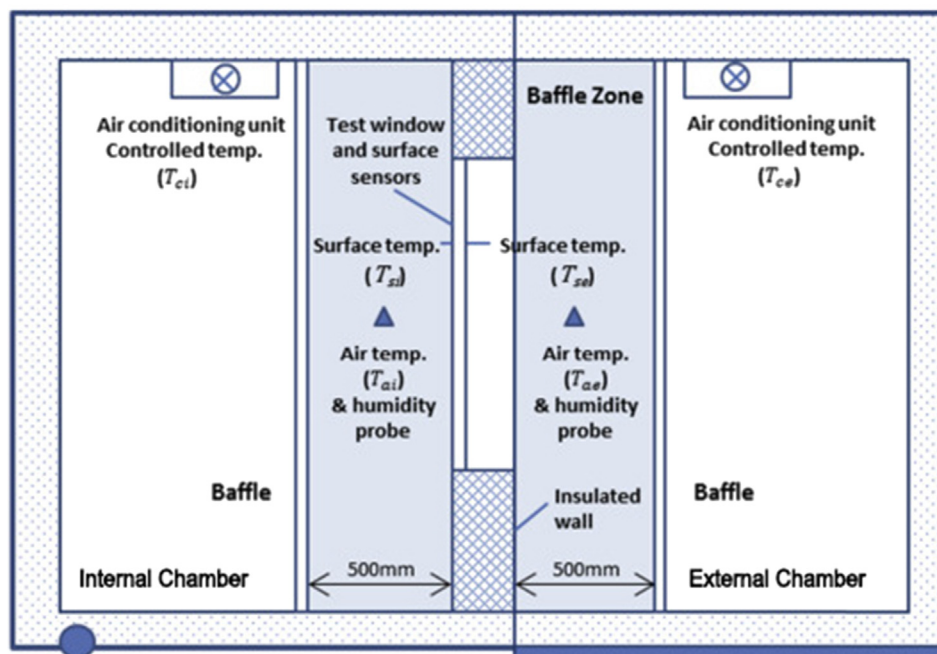 Air conditioning unit
Controlled temp.
(Tci)
Test window
and surface
sensors
Baffle Zone
Air conditioning unit
Controlled temp.
(Tce)
Surface temp.
(Tsi)
Surface temp.
(Tse)
Air temp.
(Tai)
& humidity
probe
Air temp.
(Tae)
& humidity
probe
Baffle
Insulated
wall
Baffle
Internal Chamber
500mm
500mm
External Chamber